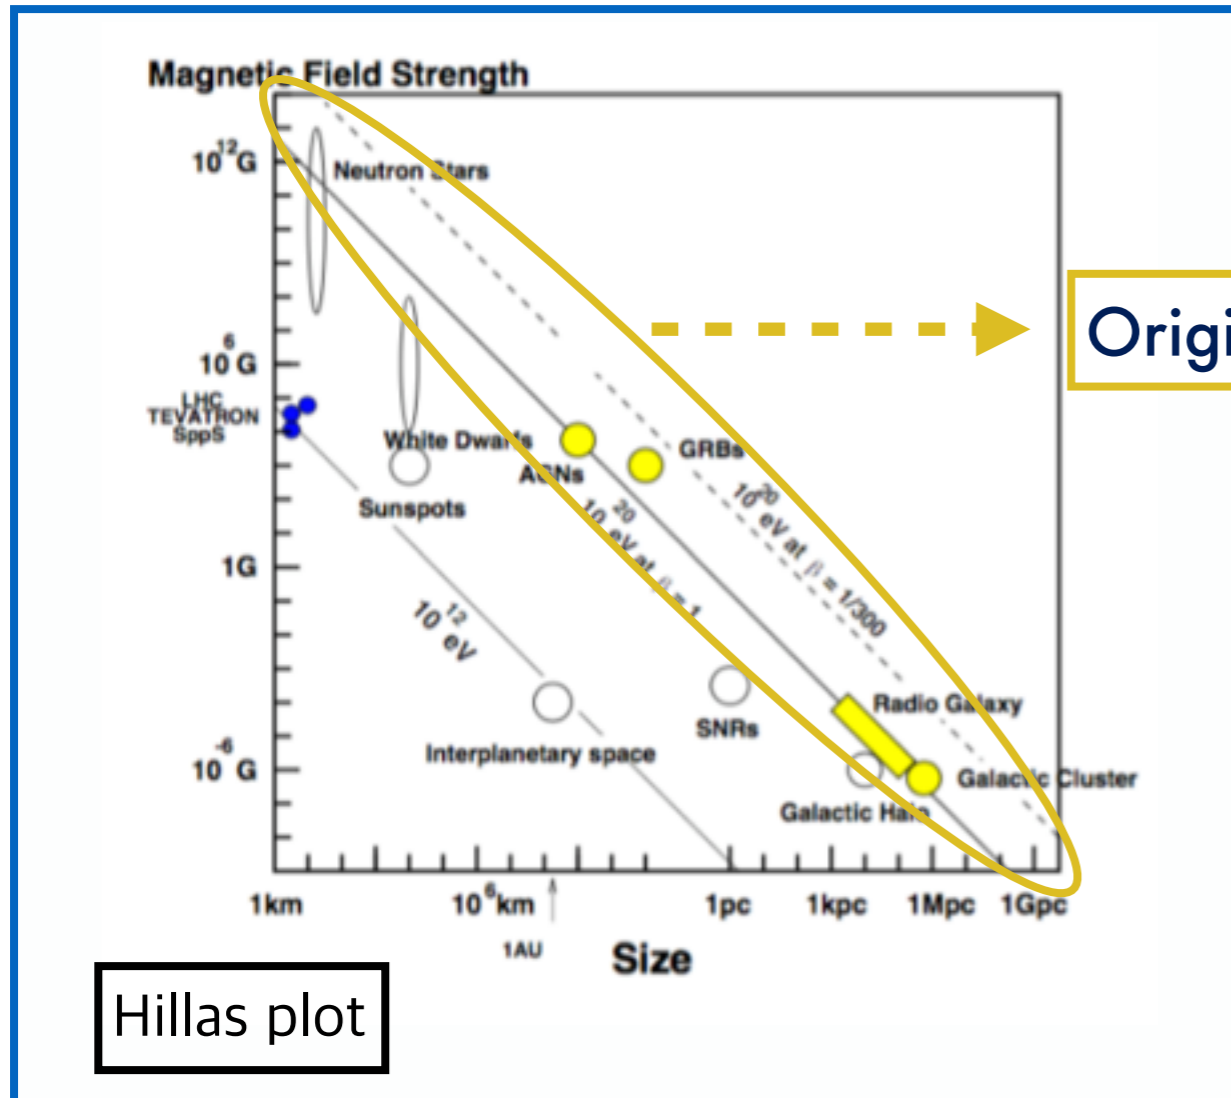 Magnetic Field Strength
10¹²G
Neutron Stars
10⁶G
LHC
TEVATRON
SppS
White Dwarfs
AGNs
GRBs
Sunspots
10²⁰ eV at β = 1
10²⁰ eV at β = 1/300
1G
10¹² eV
Radio Galaxy
SNRs
Interplanetary space
10⁻⁶G
Galactic Cluster
Galactic Halo
1km
10⁶km
1pc
1kpc
1Mpc
1Gpc
1AU
Size
Origi
Hillas plot